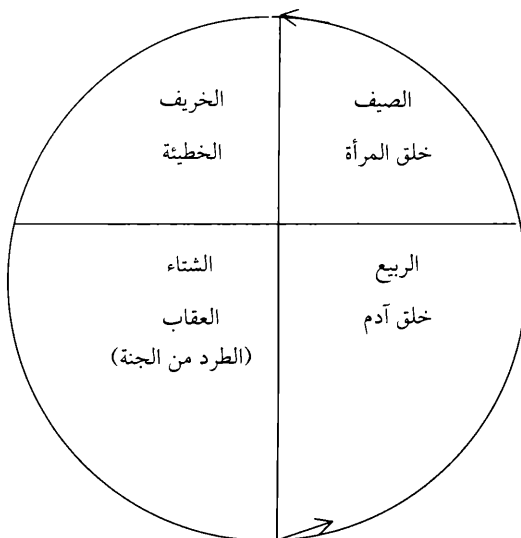 الصيف
خلق المرأة
الخريف
الخطيئة
الربيع
خلق آدم
الشتاء
العقاب
(الطرد من الجنة)